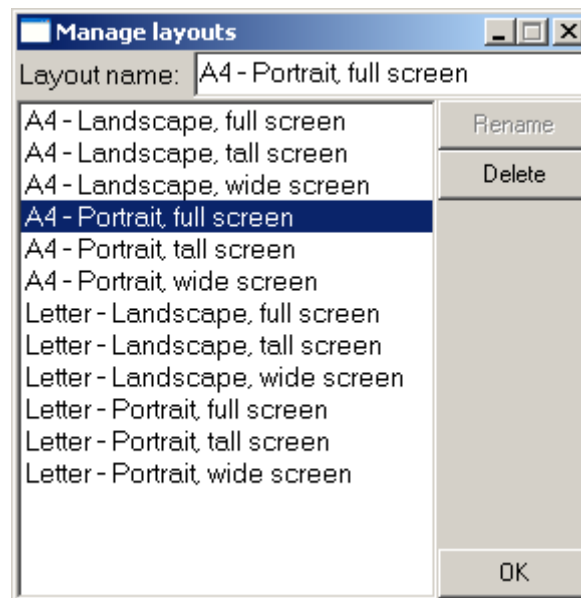 Manage layouts
Layout name: A4 - Portrait, full screen
A4 - Landscape, full screen
Rename
A4 - Landscape, tall screen
Delete
A4 - Landscape, wide screen
A4 - Portrait, full screen
A4 - Portrait, tall screen
A4 - Portrait, wide screen
Letter - Landscape, full screen
Letter - Landscape, tall screen
Letter - Landscape, wide screen
Letter - Portrait, full screen
Letter - Portrait, tall screen
Letter - Portrait, wide screen
OK